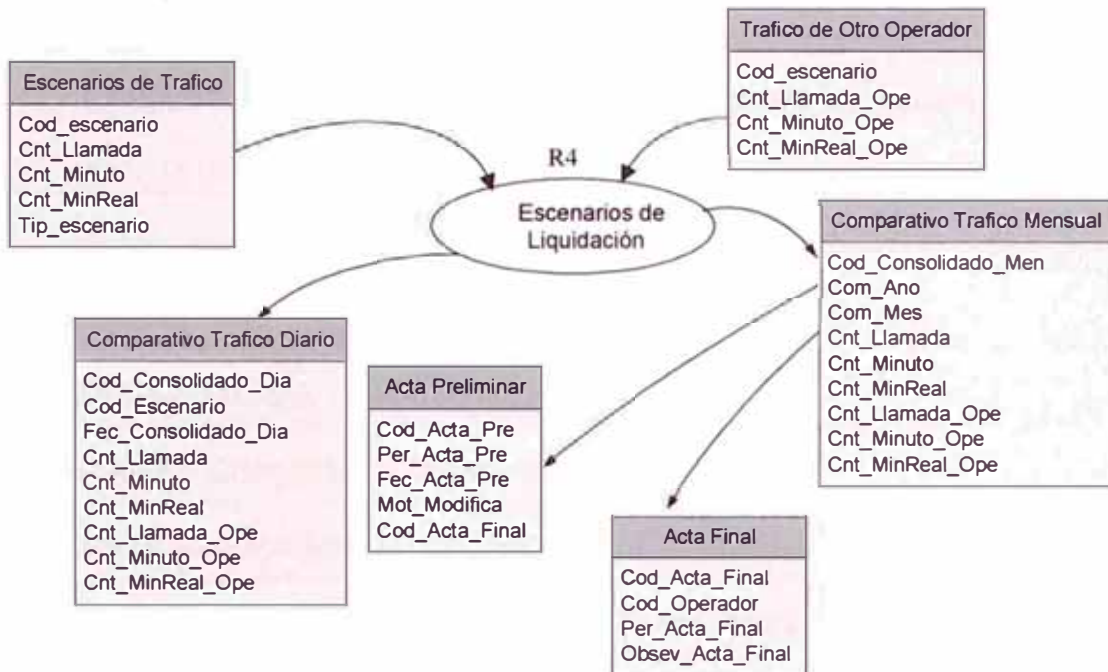 Trafico de Otro Operador
Cod_escenario
Cnt_Llamada_Ope
Cnt_Minuto_Ope
Cnt_MinReal_Ope
Escenarios de Trafico
Cod_escenario
Cnt_Llamada
Cnt_Minuto
Cnt_MinReal
Tip_escenario
R4
Escenarios de
Liquidación
Comparativo Trafico Mensual
Cod_Consolidado_Men
Com_Ano
Com_Mes
Cnt_Llamada
Cnt_Minuto
Cnt_MinReal
Cnt_Llamada_Ope
Cnt_Minuto_Ope
Cnt_MinReal_Ope
Comparativo Trafico Diario
Cod_Consolidado_Dia
Cod_Escenario
Fec_Consolidado_Dia
Cnt_Llamada
Cnt_Minuto
Cnt_MinReal
Cnt_Llamada_Ope
Cnt_Minuto_Ope
Cnt_MinReal_Ope
Acta Preliminar
Cod_Acta_Pre
Per_Acta_Pre
Fec_Acta_Pre
Mot_Modifica
Cod_Acta_Final
Acta Final
Cod_Acta_Final
Cod_Operador
Per_Acta_Final
Obsev_Acta_Final